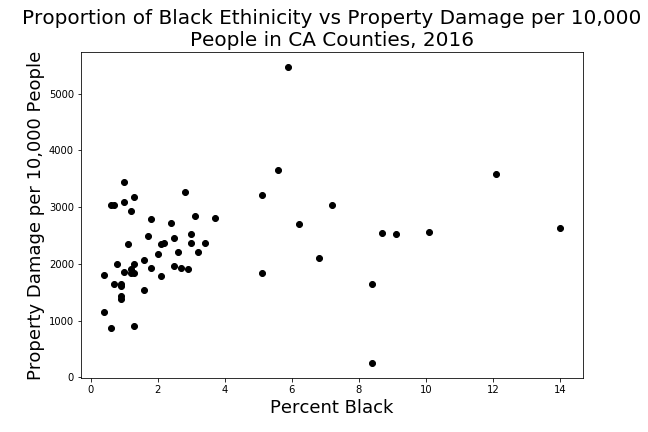 Proportion of Black Ethinicity vs Property Damage per 10,000
People in CA Counties, 2016
Property Damage per 10,000 People
5000
4000
3000
2000
1000
0
0 2 4 6 8 10 12 14
Percent Black